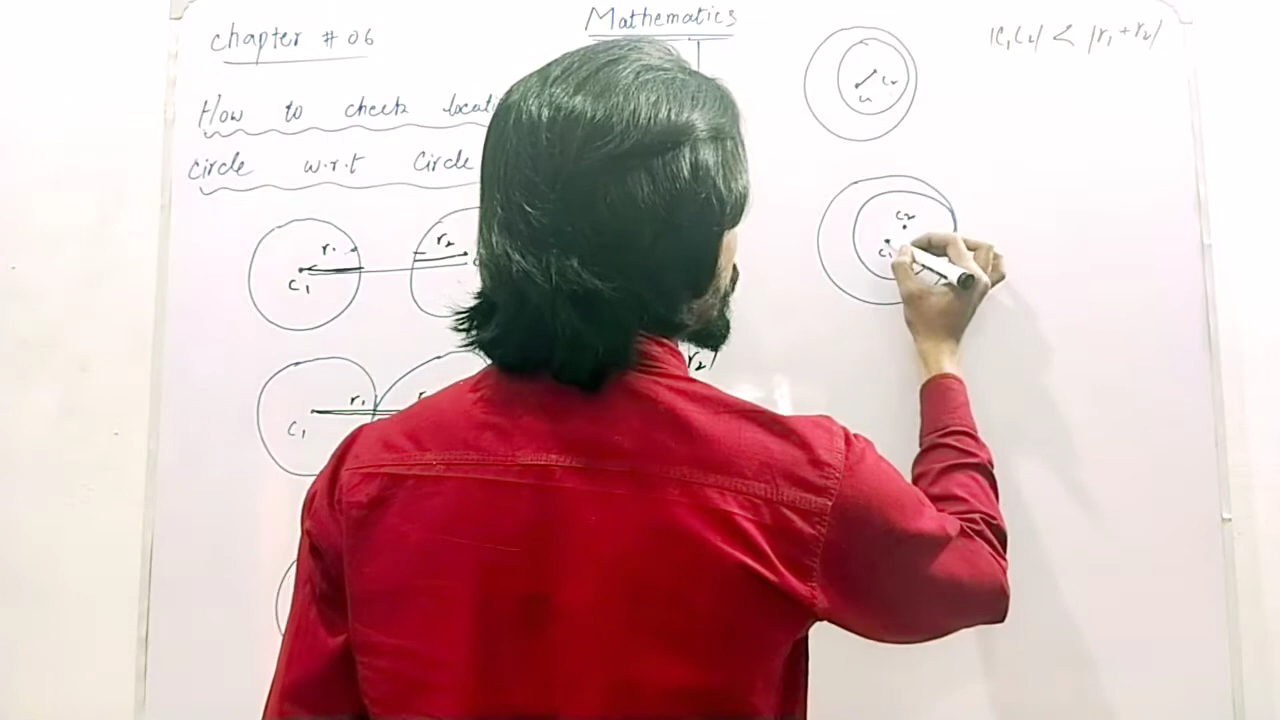 Mathematics
chapter # 06
How to check locati
circle w.r.t Circle
r1
r2
C1
r1
C1
r2|
C2
C1
|C1C2| < |r1+r2|
C2
C1